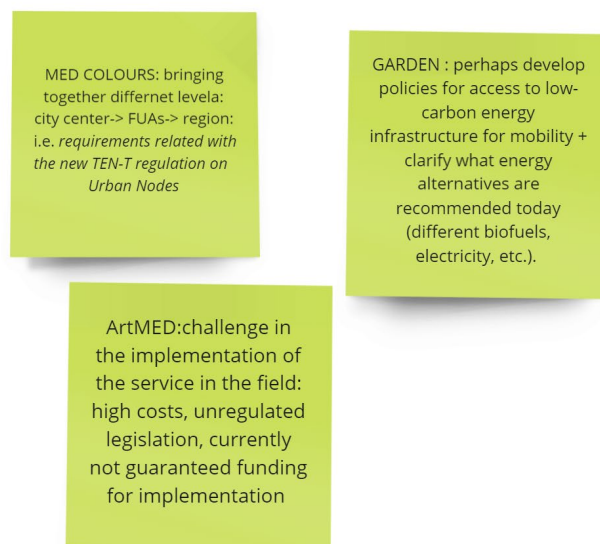 MED COLOURS: bringing
together differnet levela:
city center-> FUAs-> region:
i.e. requirements related with
the new TEN-T regulation on
Urban Nodes
GARDEN : perhaps develop
policies for access to low-
carbon energy
infrastructure for mobility +
clarify what energy
alternatives are
recommended today
(different biofuels,
electricity, etc.).
ArtMED:challenge in
the implementation of
the service in the field:
high costs, unregulated
legislation, currently
not guaranteed funding
for implementation